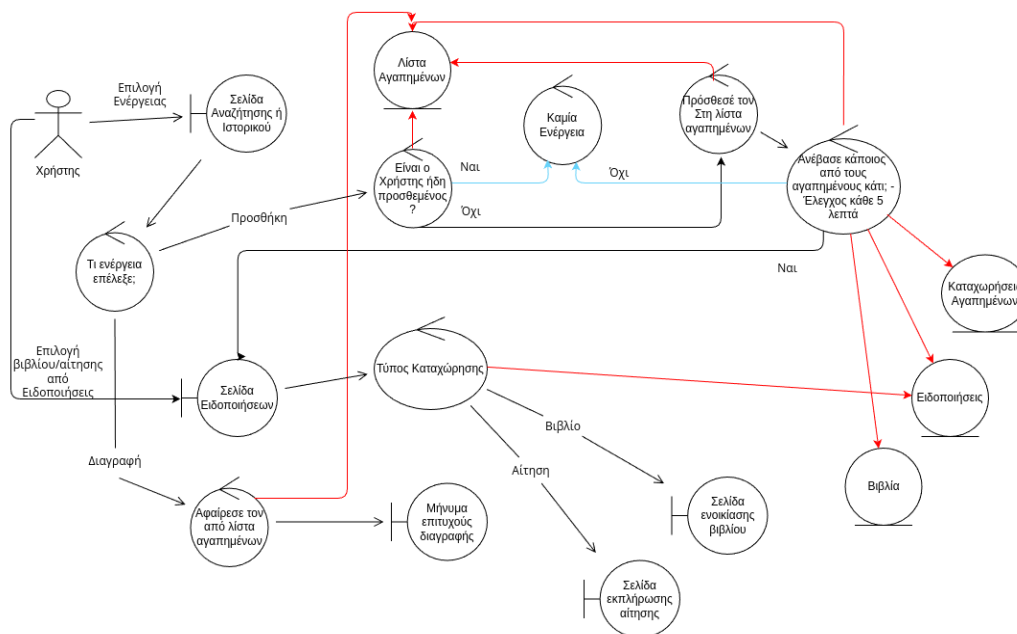 Λίστα
Αγαπημένων
Επιλογή
Ενέργειας
Σελίδα
Αναζήτησης ή
Ιστορικού
Καμία
Ενέργεια
Πρόσθεσέ τον
Στη λίστα
αγαπημένων
Χρήστης
Είναι ο
Χρήστης ήδη
προσθεμένος
?
Ναι
Όχι
Όχι
Ανέβασε κάποιος
από τους
αγαπημένους κάτι; -
Έλεγχος κάθε 5
λεπτά
Προσθήκη
Τι ενέργεια
επέλεξε;
Ναι
Καταχωρήσεις
Αγαπημένων
Επιλογή
βιβλίου/αίτησης
από
Ειδοποιήσεις
Σελίδα
Ειδοποιήσεων
Τύπος Καταχώρησης
Ειδοποιήσεις
Βιβλίο
Διαγραφή
Αίτηση
Βιβλία
Αφαίρεσε τον
από λίστα
αγαπημένων
Μήνυμα
επιτυχούς
διαγραφής
Σελίδα
ενοικίασης
βιβλίου
Σελίδα
εκπλήρωσης
αίτησης